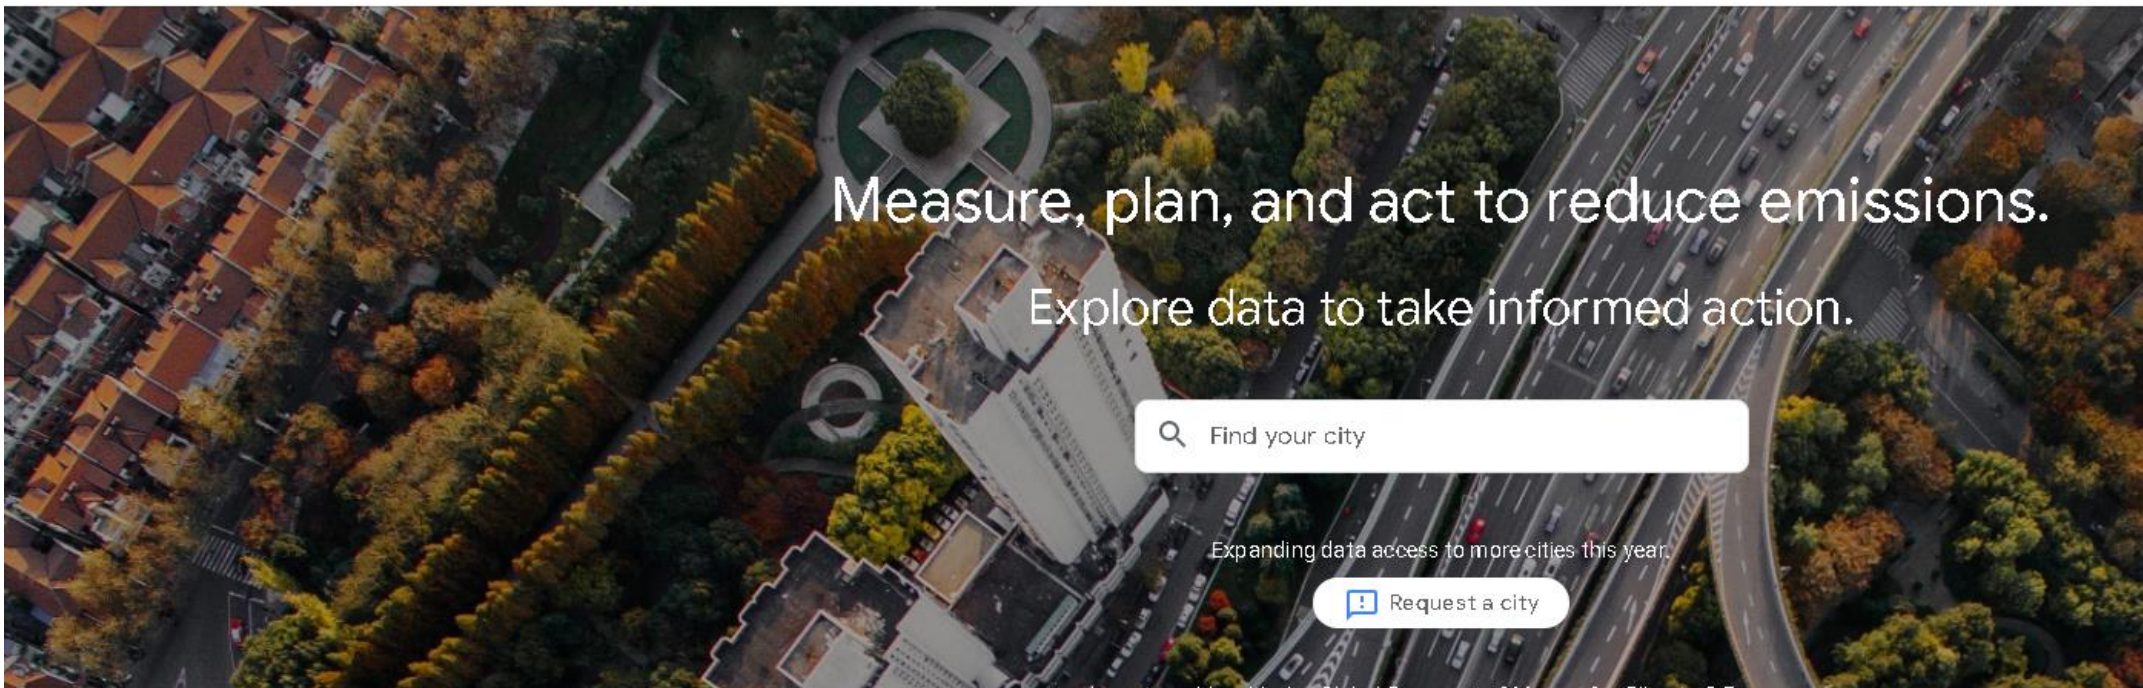 Measure, plan, and act to reduce emissions.
Explore data to take informed action.
Find your city
Expanding data access to more cities this year.
Request a city